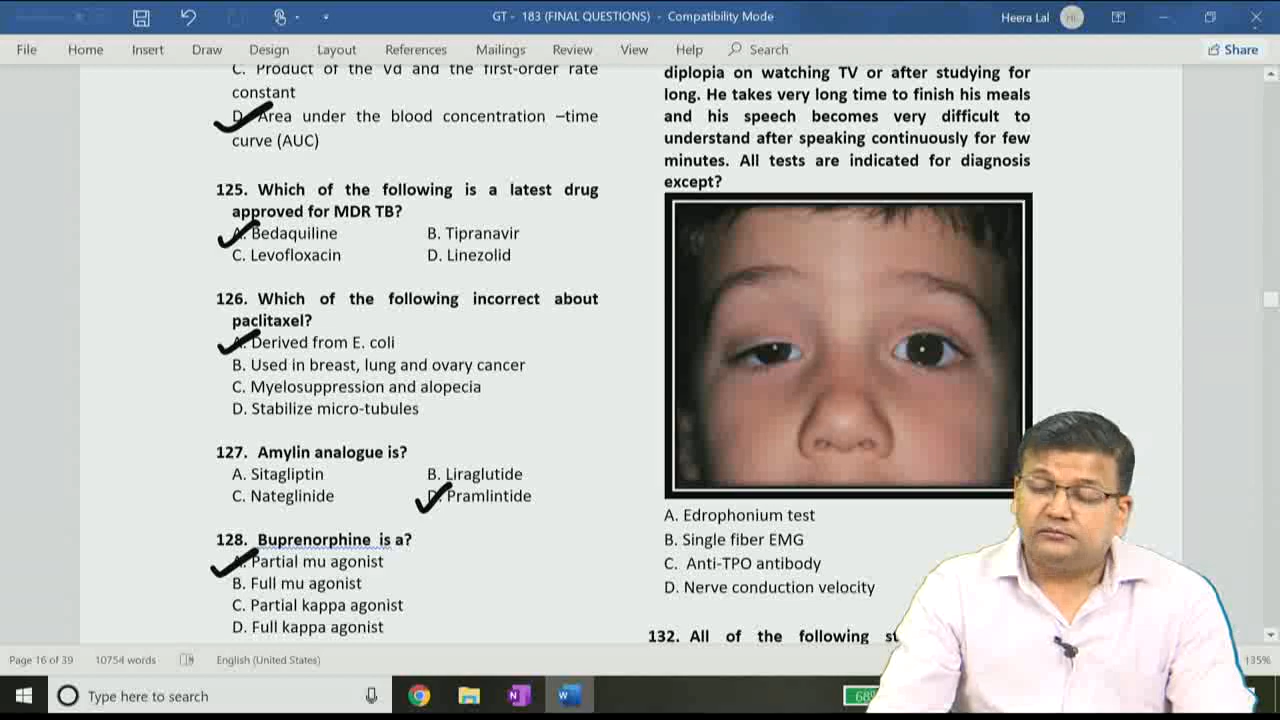 GT - 183 (FINAL QUESTIONS) - Compatibility Mode
Heera Lal
HL
File Home Insert Draw Design Layout References Mailings Review View Help Search Share
C. Product of the Vd and the first-order rate
constant
D. Area under the blood concentration –time
curve (AUC)
125. Which of the following is a latest drug
approved for MDR TB?
A. Bedaquiline B. Tipranavir
C. Levofloxacin D. Linezolid
126. Which of the following incorrect about
paclitaxel?
A. Derived from E. coli
B. Used in breast, lung and ovary cancer
C. Myelosuppression and alopecia
D. Stabilize micro-tubules
127. Amylin analogue is?
A. Sitagliptin B. Liraglutide
C. Nateglinide D. Pramlintide
128. Buprenorphine is a?
A. Partial mu agonist
B. Full mu agonist
C. Partial kappa agonist
D. Full kappa agonist
diplopia on watching TV or after studying for
long. He takes very long time to finish his meals
and his speech becomes very difficult to
understand after speaking continuously for few
minutes. All tests are indicated for diagnosis
except?
A. Edrophonium test
B. Single fiber EMG
C. Anti-TPO antibody
D. Nerve conduction velocity
132. All of the following
Page 16 of 39 10754 words English (United States) 135%
Type here to search
68%